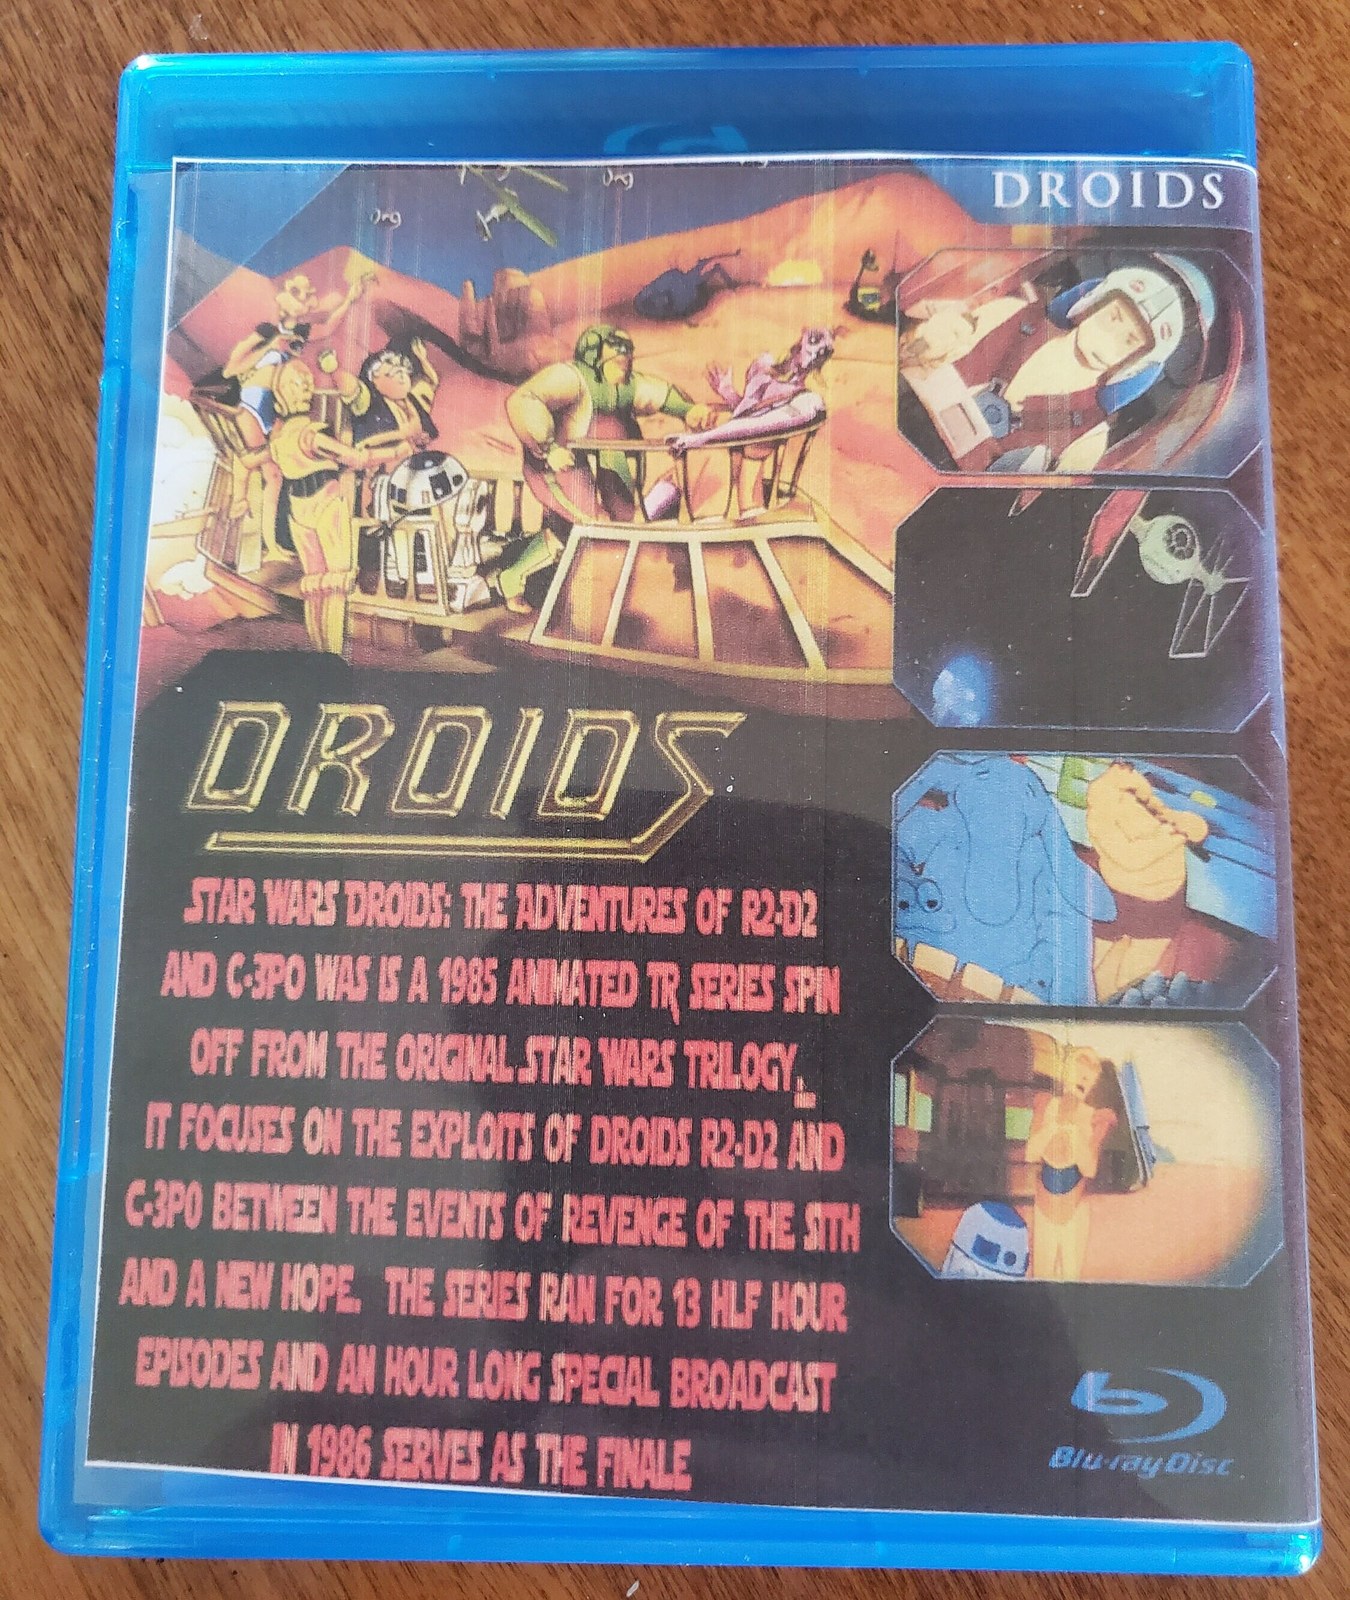 DROIDS
DROIDS
STAR WARS DROIDS: THE ADVENTURES OF R2-D2
AND C-3PO WAS IS A 1985 ANIMATED TR SERIES SPIN
OFF FROM THE ORIGINAL STAR WARS TRILOGY.
IT FOCUSES ON THE EXPLOITS OF DROIDS R2-D2 AND
C-3PO BETWEEN THE EVENTS OF REVENGE OF THE SITH
AND A NEW HOPE. THE SERIES RAN FOR 13 HLF HOUR
EPISODES AND AN HOUR LONG SPECIAL BROADCAST
IN 1986 SERVES AS THE FINALE
Blu-ray Disc